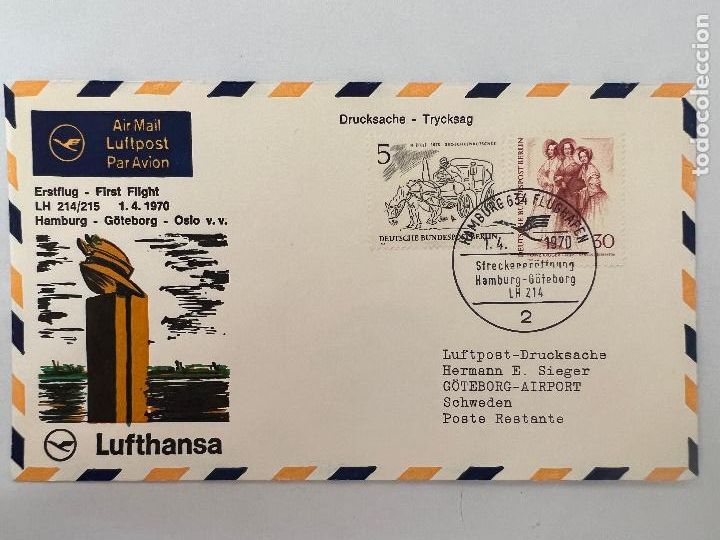 Air Mail
Luftpost
Par Avion
Drucksache - Trycksag
Erstflug - First Flight
LH 214/215 1. 4. 1970
Hamburg - Göteborg - Oslo v. v.
5
DEUTSCHE BUNDESPOST BERLIN
DEUTSCHE BUNDESPOST BERLIN
30
HAMBURG 634 FLUGHAFEN
1.4. 1970
Streckeneröffnung
Hamburg-Göteborg
LH 214
2
Luftpost-Drucksache
Hermann E. Sieger
GÖTEBORG-AIRPORT
Schweden
Poste Restante
Lufthansa
todocoleccion